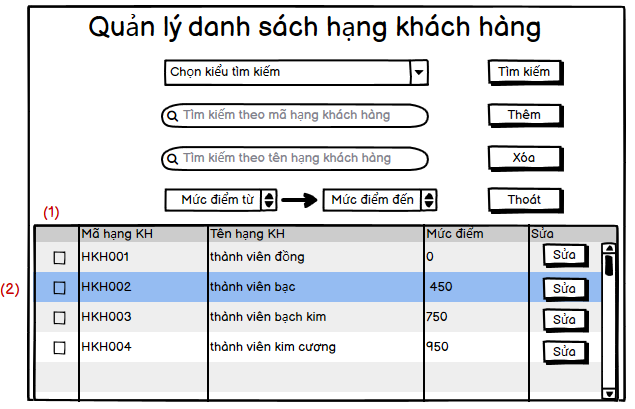 Quản lý danh sách hạng khách hàng
Chọn kiểu tìm kiếm
Tìm kiếm
Tìm kiếm theo mã hạng khách hàng
Thêm
Tìm kiếm theo tên hạng khách hàng
Xóa
Mức điểm từ
Mức điểm đến
Thoát
(1)
Mã hạng KH Tên hạng KH Mức điểm Sửa
HKH001 thành viên đồng 0 Sửa
(2) HKH002 thành viên bạc 450 Sửa
HKH003 thành viên bạch kim 750 Sửa
HKH004 thành viên kim cương 950 Sửa